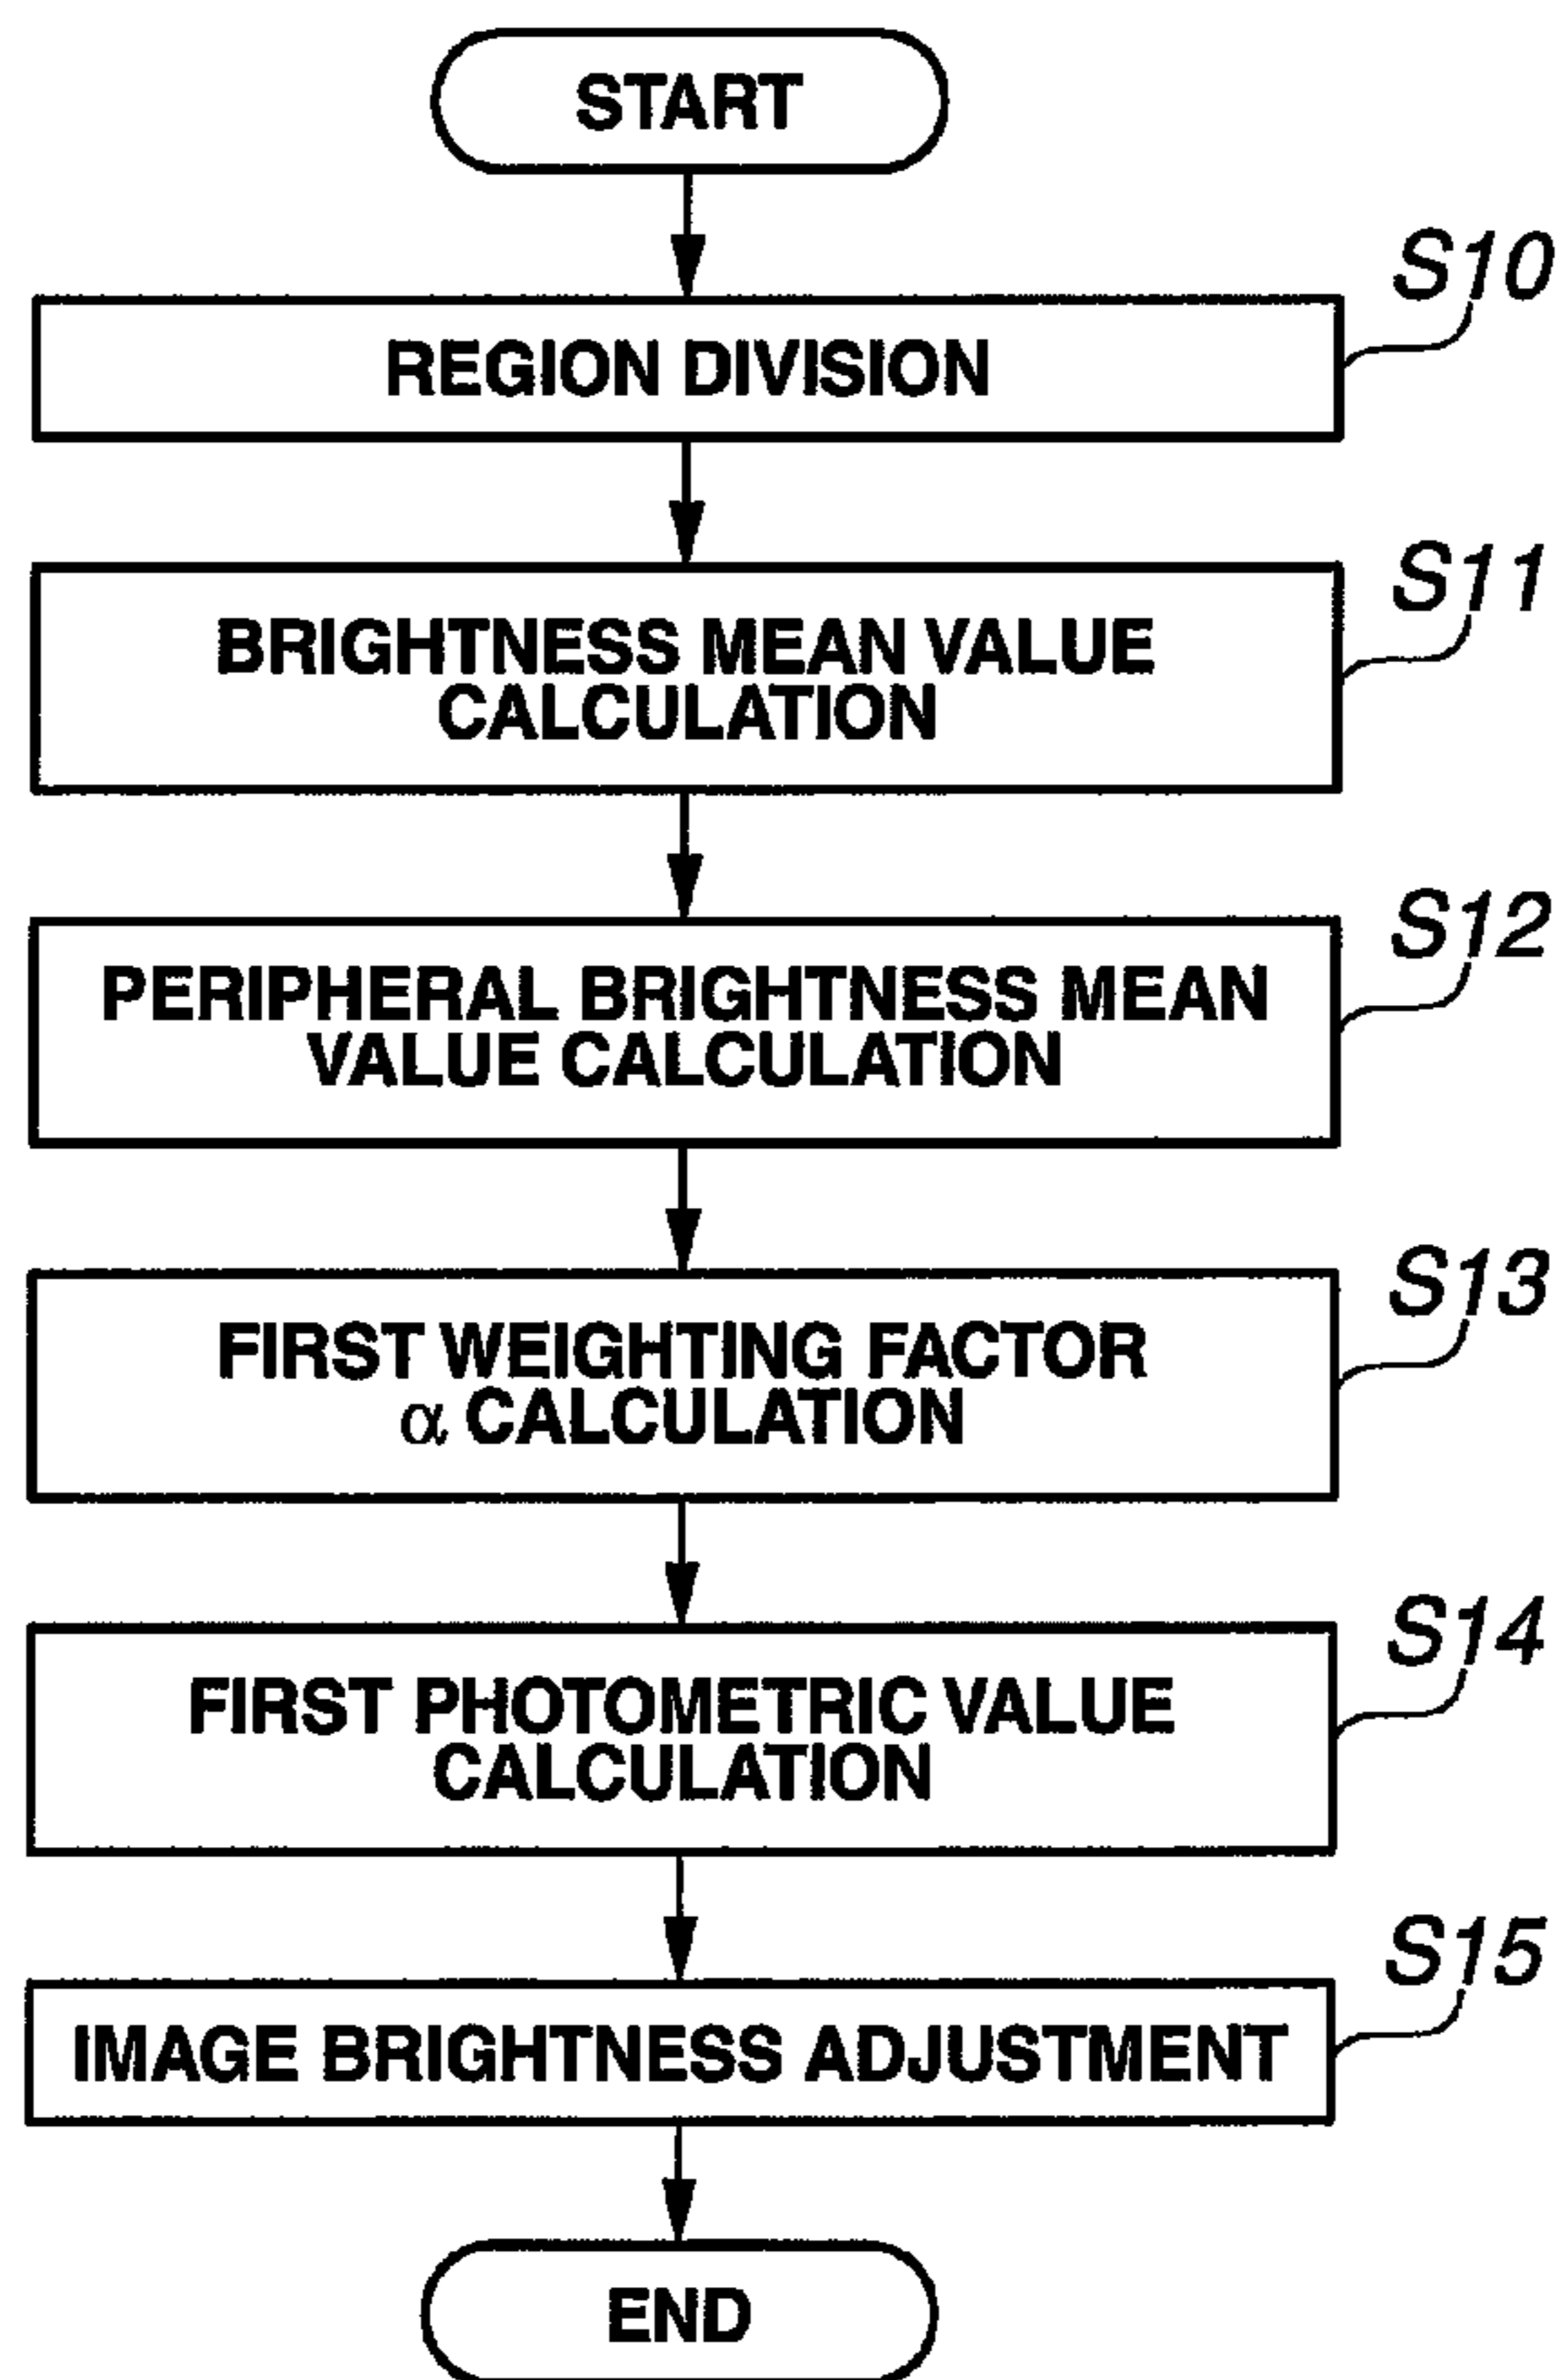 START
S10
REGION DIVISION
S11
BRIGHTNESS MEAN VALUE
CALCULATION
S12
PERIPHERAL BRIGHTNESS MEAN
VALUE CALCULATION
S13
FIRST WEIGHTING FACTOR
α CALCULATION
S14
FIRST PHOTOMETRIC VALUE
CALCULATION
S15
IMAGE BRIGHTNESS ADJUSTMENT
END